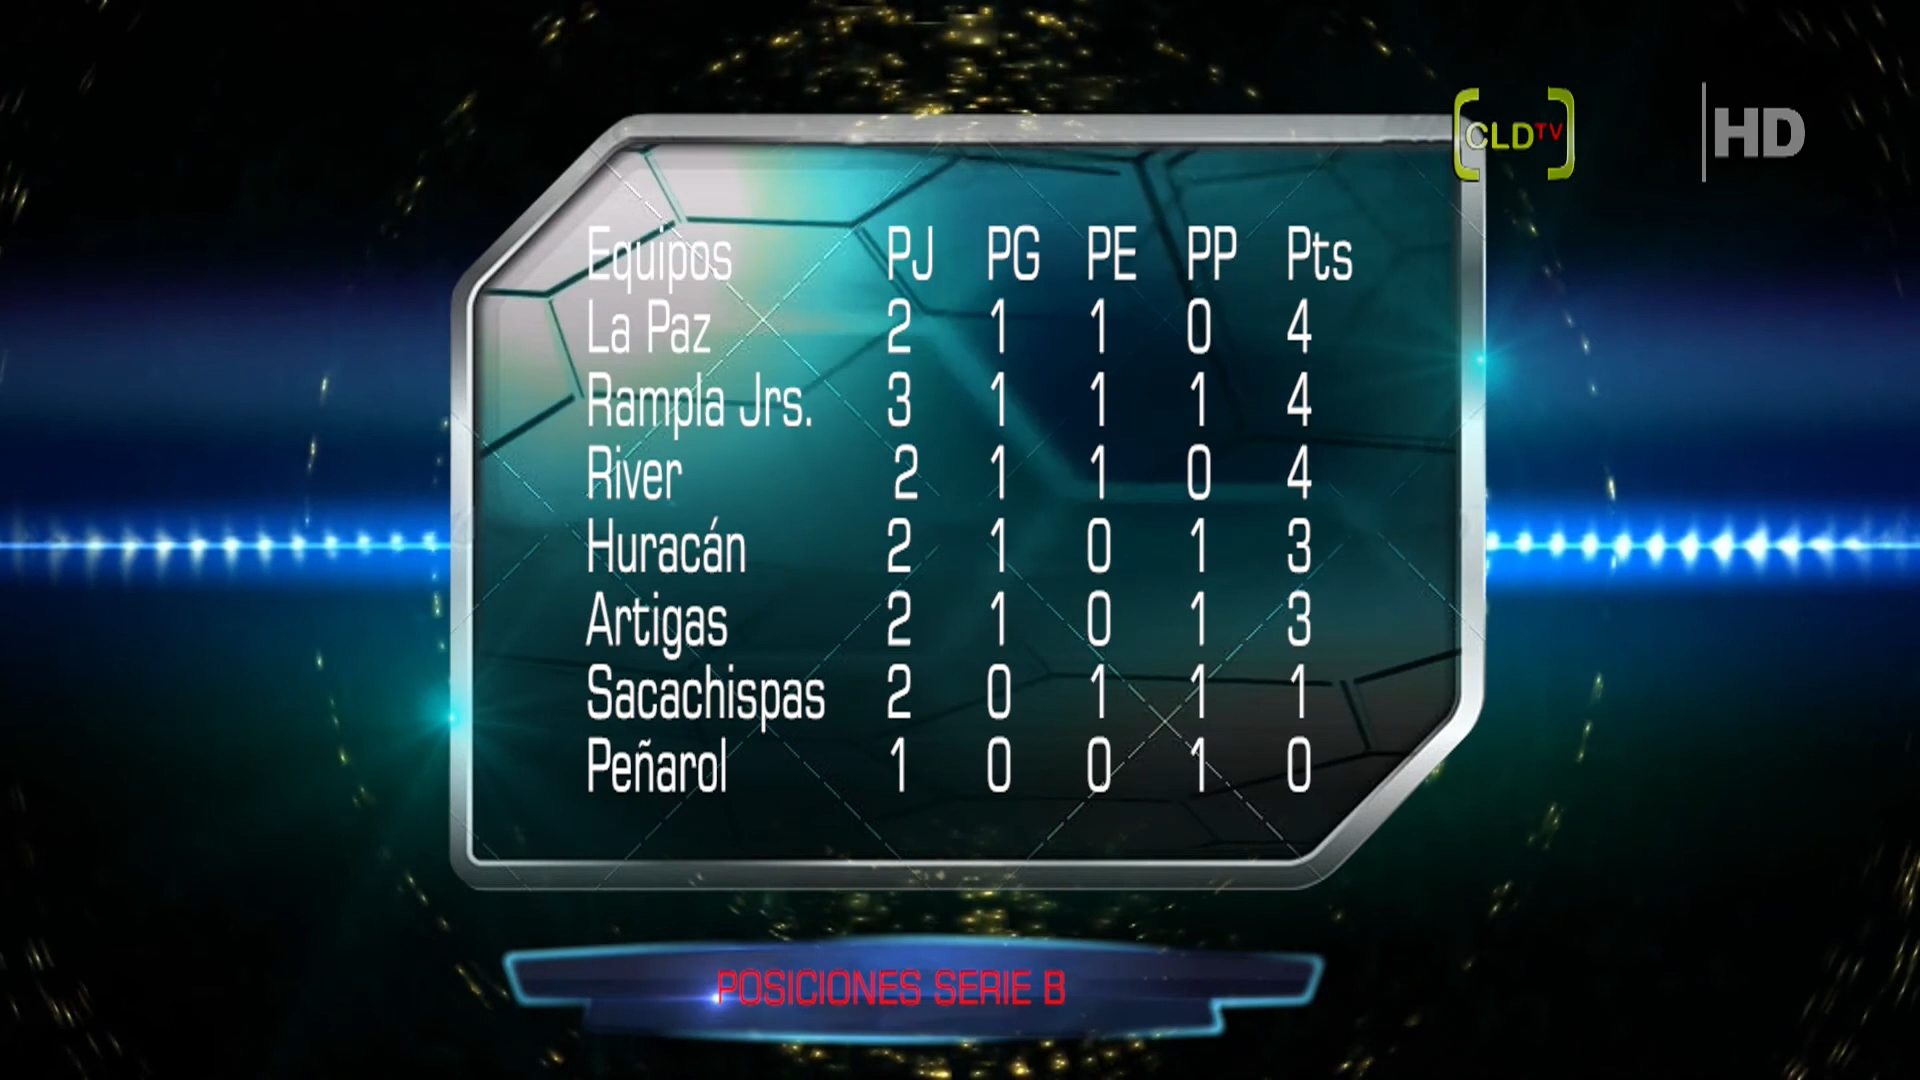 CLDTV
HD
Equipos PJ PG PE PP Pts
La Paz 2 1 1 0 4
Rampla Jrs. 3 1 1 1 4
River 2 1 1 0 4
Huracán 2 1 0 1 3
Artigas 2 1 0 1 3
Sacachispas 2 0 1 1 1
Peñarol 1 0 0 1 0
POSICIONES SERIE B